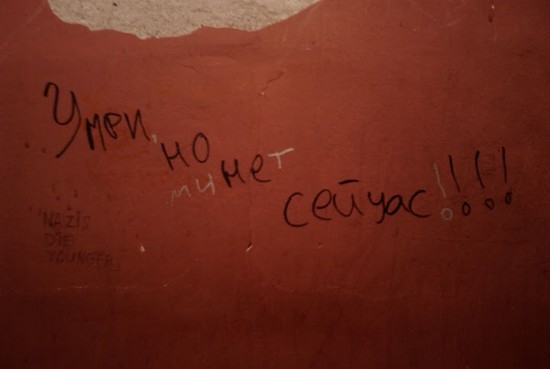 Умри, но
минет
сейчас!!!!
NAZIS
DIE
YOUNGER